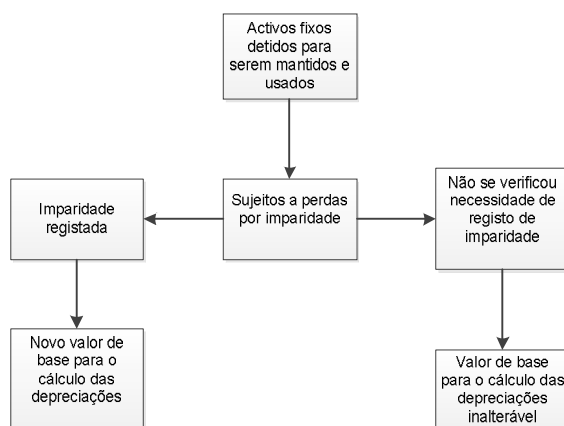 Activos fixos
detidos para
serem mantidos e
usados
Imparidade
registada
Sujeitos a perdas
por imparidade
Não se verificou
necessidade de
registo de
imparidade
Novo valor de
base para o
cálculo das
depreciações
Valor de base
para o cálculo das
depreciações
inalterável